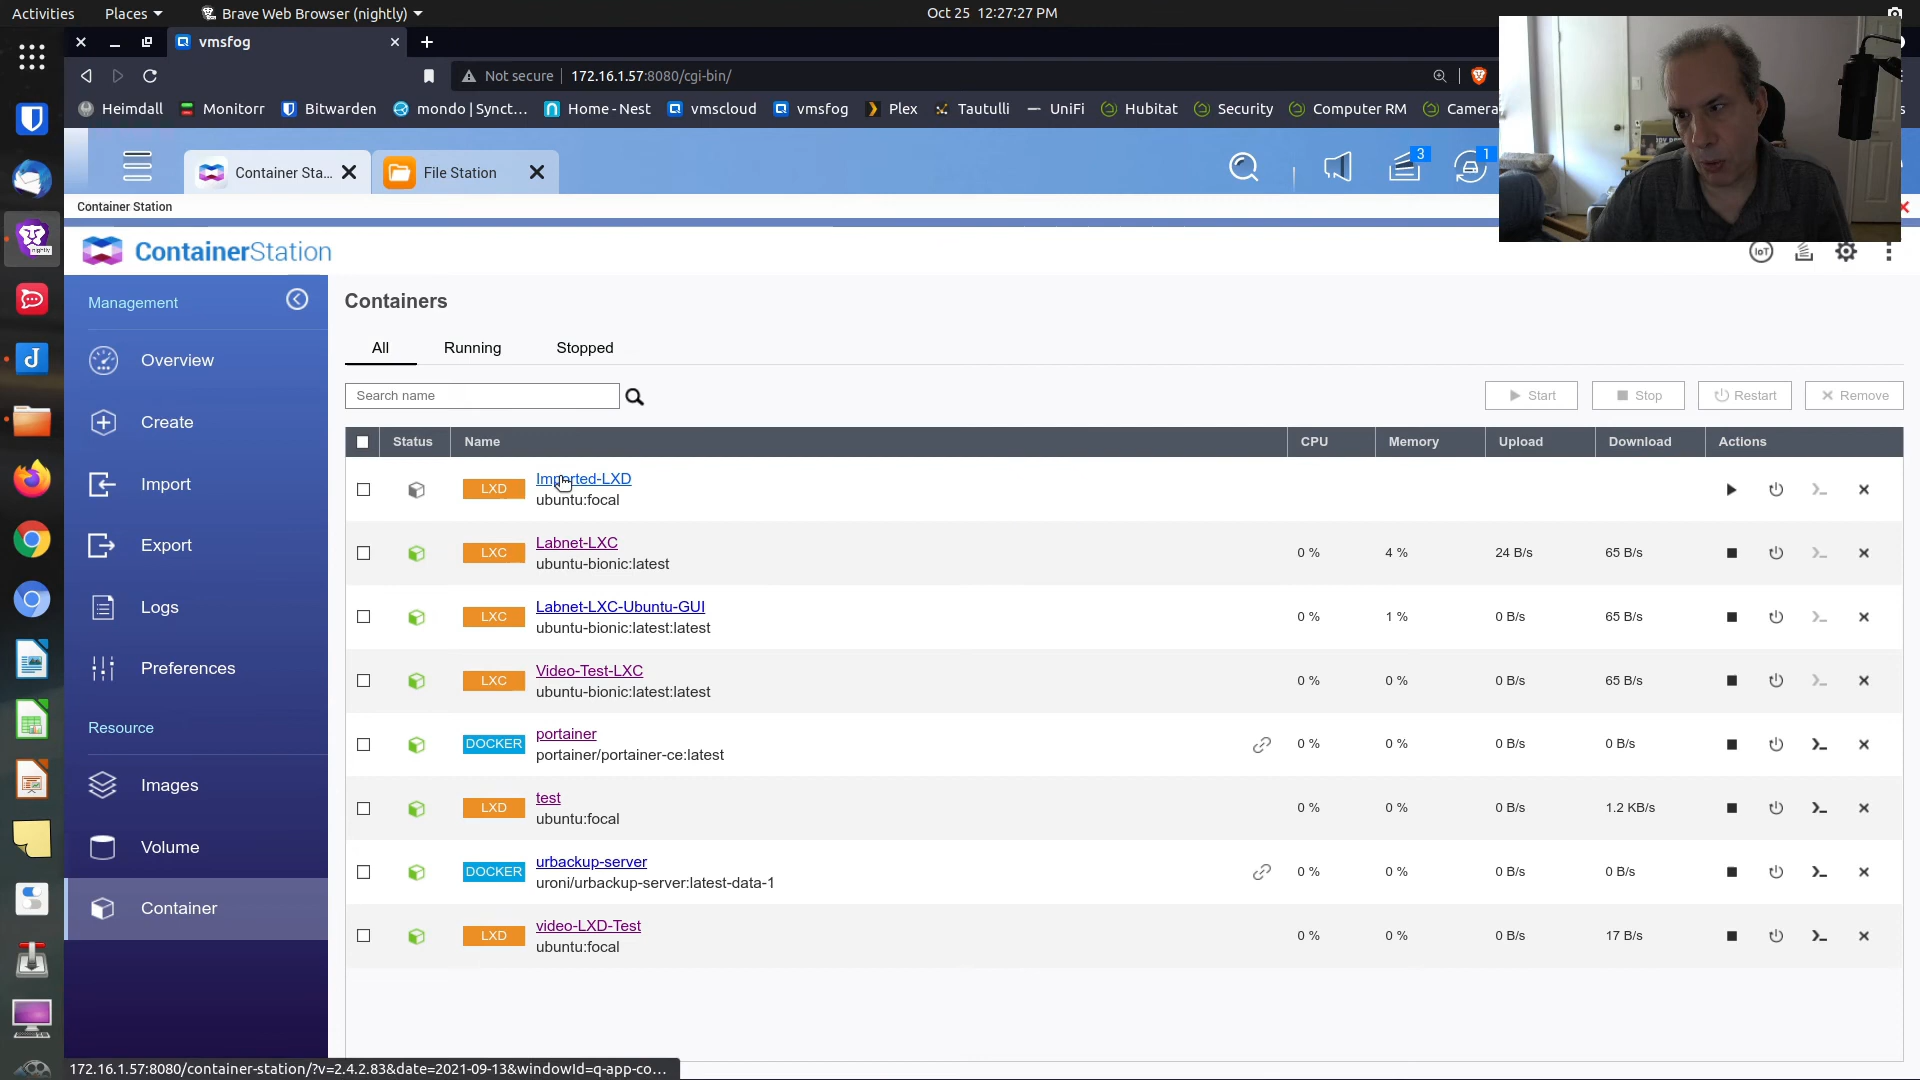 Activities Places Brave Web Browser (nightly) Oct 25 12:27:27 PM
vmsfog
Not secure 172.16.1.57:8080/cgi-bin/
Heimdall Monitorr Bitwarden mondo | Synct... Home - Nest vmscloud vmsfog Plex Tautulli UniFi Hubitat Security Computer RM Camera
Container Sta... File Station 3 1
Container Station
ContainerStation IoT
Management
Overview
Create
Import
Export
Logs
Preferences
Resource
Images
Volume
Container
Containers
All Running Stopped
Search name Start Stop Restart Remove
Status Name CPU Memory Upload Download Actions
LXD Imported-LXD
ubuntu:focal
LXC Labnet-LXC
ubuntu-bionic:latest 0 % 4 % 24 B/s 65 B/s
LXC Labnet-LXC-Ubuntu-GUI
ubuntu-bionic:latest:latest 0 % 1 % 0 B/s 65 B/s
LXC Video-Test-LXC
ubuntu-bionic:latest:latest 0 % 0 % 0 B/s 65 B/s
DOCKER portainer
portainer/portainer-ce:latest 0 % 0 % 0 B/s 0 B/s
LXD test
ubuntu:focal 0 % 0 % 0 B/s 1.2 KB/s
DOCKER urbackup-server
uroni/urbackup-server:latest-data-1 0 % 0 % 0 B/s 0 B/s
LXD video-LXD-Test
ubuntu:focal 0 % 0 % 0 B/s 17 B/s
172.16.1.57:8080/container-station/?v=2.4.2.83&date=2021-09-13&windowId=q-app-co...